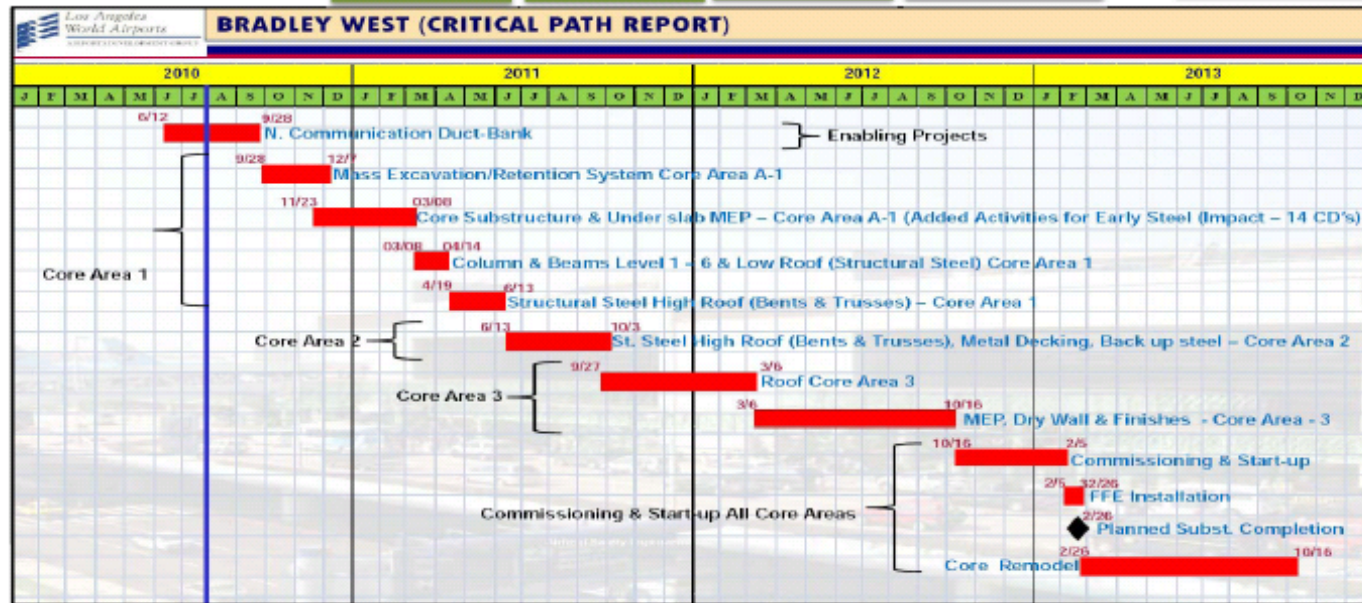 Los Angeles
World Airports
AIRPORTS DEVELOPMENT GROUP
BRADLEY WEST (CRITICAL PATH REPORT)
2010 2011 2012 2013
J F M A M J J A S O N D J F M A M J J A S O N D J F M A M J J A S O N D J F M A M J J A S O N D
6/12 9/28
N. Communication Duct-Bank
Enabling Projects
9/28 12/7
Mass Excavation/Retention System Core Area A-1
11/23 03/08
Core Substructure & Under slab MEP – Core Area A-1 (Added Activities for Early Steel (Impact – 14 CD's)
03/08 04/14
Column & Beams Level 1 - 6 & Low Roof (Structural Steel) Core Area 1
Core Area 1
4/19 6/13
Structural Steel High Roof (Bents & Trusses) – Core Area 1
6/13 10/3
Core Area 2
St. Steel High Roof (Bents & Trusses), Metal Decking, Back up steel – Core Area 2
9/27 3/6
Roof Core Area 3
Core Area 3
3/6 10/16
MEP, Dry Wall & Finishes - Core Area - 3
10/16 2/5
Commissioning & Start-up
2/5 32/26
FFE Installation
Commissioning & Start-up All Core Areas
2/26
Planned Subst. Completion
2/26 10/16
Core Remodel